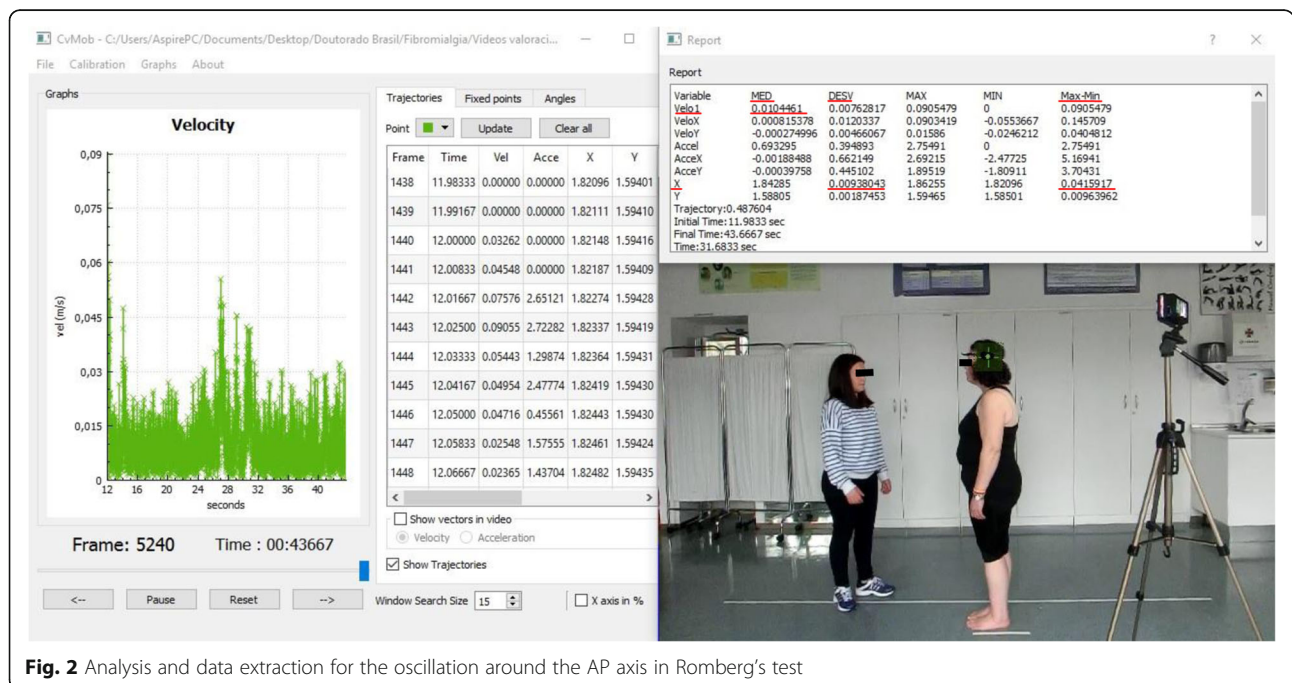 CvMob - C:/Users/AspirePC/Documents/Desktop/Doutorado Brasil/Fibromialgia/Videos valoraci...
File Calibration Graphs About
Graphs
Velocity
0,09
0,075
0,06
0,045
0,03
0,015
0
vel (m/s)
12 16 20 24 28 32 36 40
seconds
Frame: 5240 Time : 00:43667
<-- Pause Reset -->
Trajectories Fixed points Angles
Point Update Clear all
Frame Time Vel Acce X Y
1438 11.98333 0.00000 0.00000 1.82096 1.59401
1439 11.99167 0.00000 0.00000 1.82111 1.59410
1440 12.00000 0.03262 0.00000 1.82148 1.59416
1441 12.00833 0.04548 0.00000 1.82187 1.59409
1442 12.01667 0.07576 2.65121 1.82274 1.59428
1443 12.02500 0.09055 2.72282 1.82337 1.59419
1444 12.03333 0.05443 1.29874 1.82364 1.59431
1445 12.04167 0.04954 2.47774 1.82419 1.59430
1446 12.05000 0.04716 0.45561 1.82443 1.59430
1447 12.05833 0.02548 1.57555 1.82461 1.59424
1448 12.06667 0.02365 1.43704 1.82482 1.59435
Show vectors in video
Velocity Acceleration
Show Trajectories
Window Search Size 15 X axis in %
Report ?
Report
Variable MED DESV MAX MIN Max-Min
Velo1 0.0104461 0.00762817 0.0905479 0 0.0905479
VeloX 0.000815378 0.0120337 0.0903419 -0.0553667 0.145709
VeloY -0.000274996 0.00466067 0.01586 -0.0246212 0.0404812
Accel 0.693295 0.394893 2.75491 0 2.75491
AcceX -0.00188488 0.662149 2.69215 -2.47725 5.16941
AcceY -0.00039758 0.445102 1.89519 -1.80911 3.70431
X 1.84285 0.00938043 1.86255 1.82096 0.0415917
Y 1.58805 0.00187453 1.59465 1.58501 0.00963962
Trajectory:0.487604
Initial Time:11.9833 sec
Final Time:43.6667 sec
Time:31.6833 sec
Fig. 2 Analysis and data extraction for the oscillation around the AP axis in Romberg's test